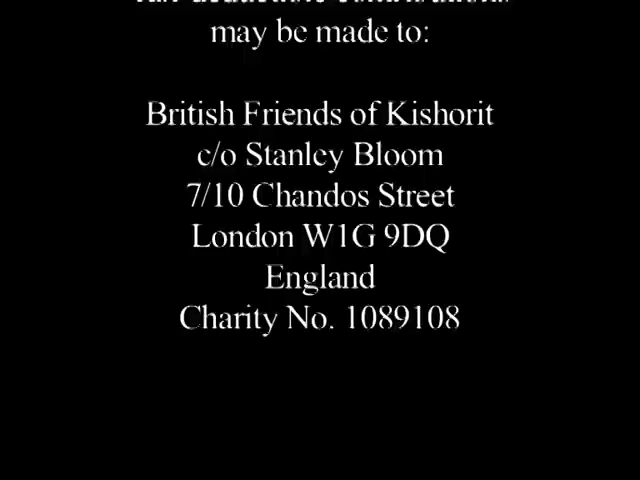 may be made to:
British Friends of Kishorit
c/o Stanley Bloom
7/10 Chandos Street
London W1G 9DQ
England
Charity No. 1089108